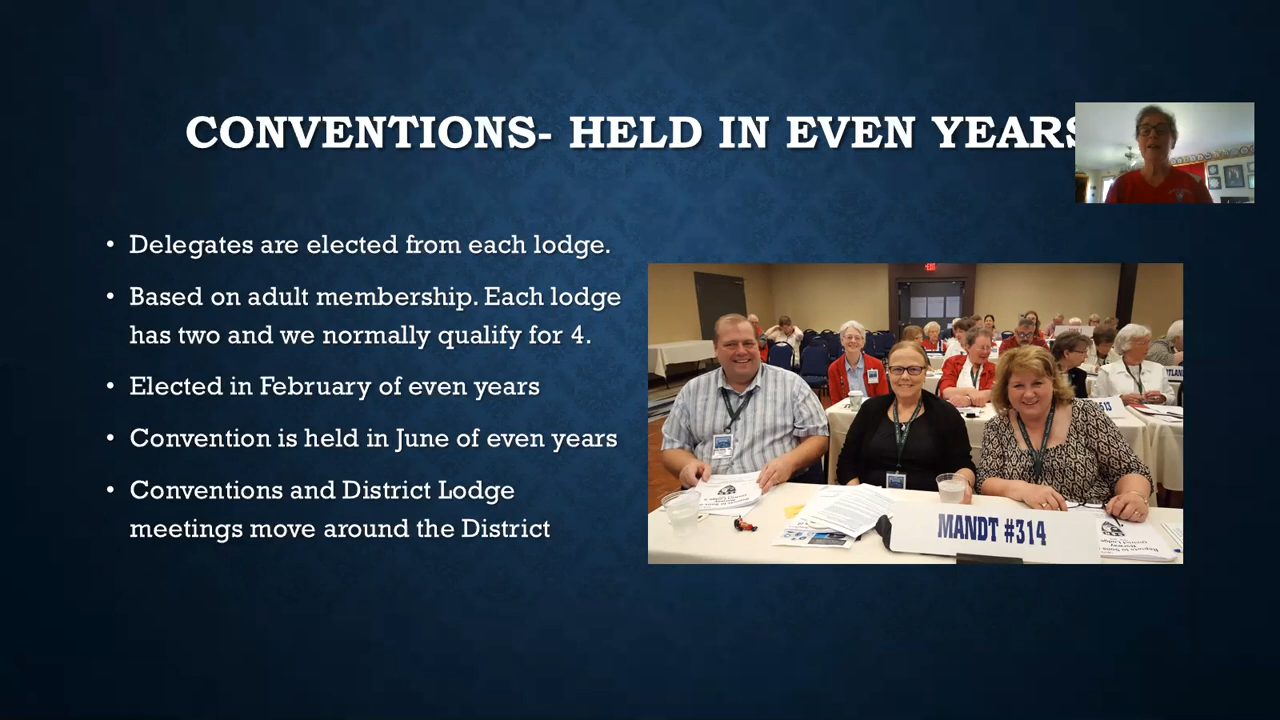 CONVENTIONS- HELD IN EVEN YEARS
• Delegates are elected from each lodge.
• Based on adult membership. Each lodge
has two and we normally qualify for 4.
• Elected in February of even years
• Convention is held in June of even years
• Conventions and District Lodge
meetings move around the District
513
MANDT #314